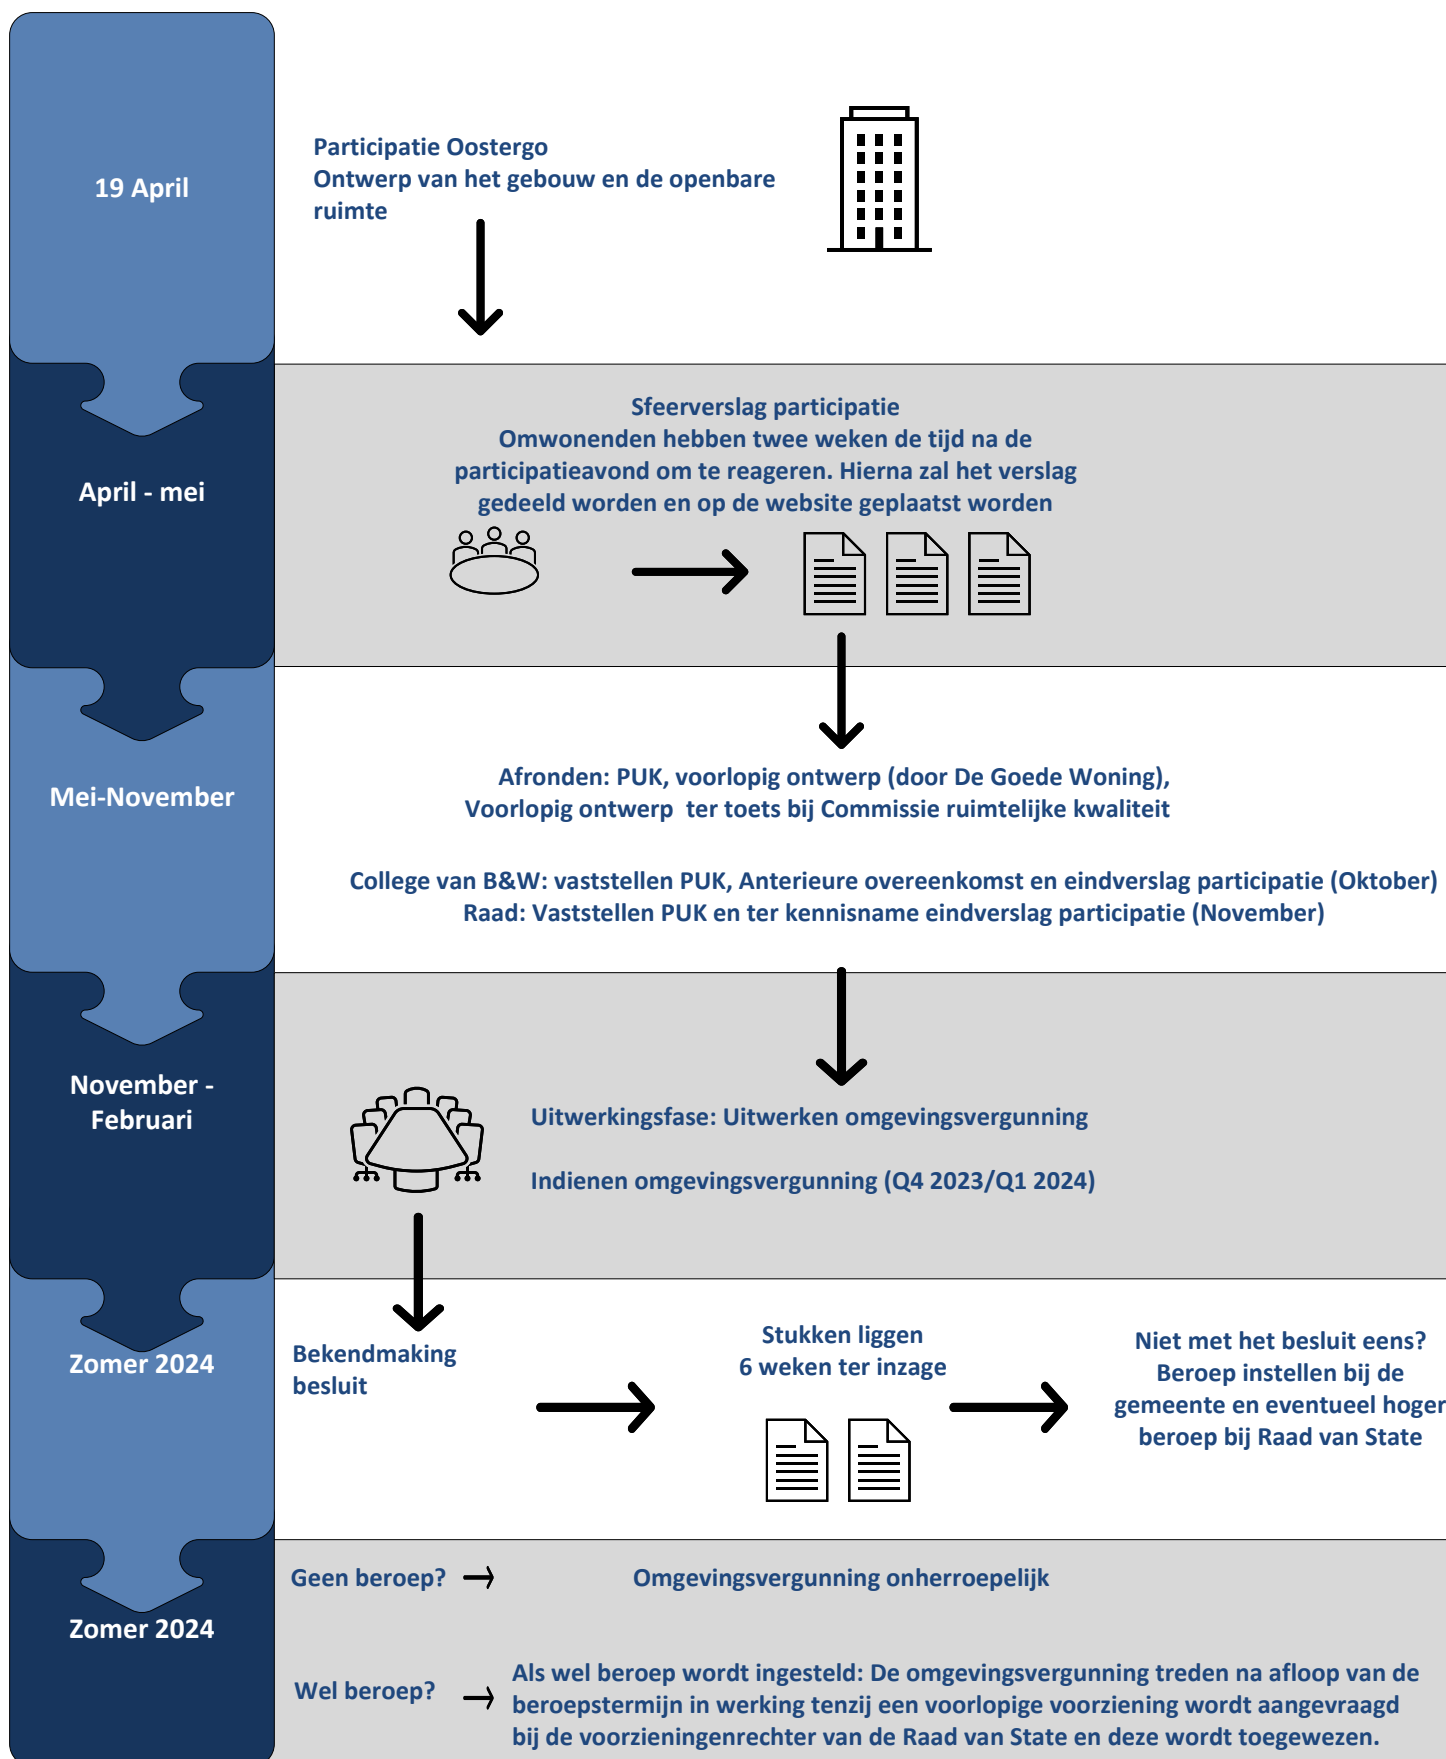 19 April
Participatie Oostergo
Ontwerp van het gebouw en de openbare
ruimte
April - mei
Sfeerverslag participatie
Omwonenden hebben twee weken de tijd na de
participatieavond om te reageren. Hierna zal het verslag
gedeeld worden en op de website geplaatst worden
Mei-November
Afronden: PUK, voorlopig ontwerp (door De Goede Woning),
Voorlopig ontwerp  ter toets bij Commissie ruimtelijke kwaliteit
College van B&W: vaststellen PUK, Anterieure overeenkomst en eindverslag participatie (Oktober)
Raad: Vaststellen PUK en ter kennisname eindverslag participatie (November)
November -
Februari
Uitwerkingsfase: Uitwerken omgevingsvergunning
Indienen omgevingsvergunning (Q4 2023/Q1 2024)
Zomer 2024
Bekendmaking
besluit
Stukken liggen
6 weken ter inzage
Niet met het besluit eens?
Beroep instellen bij de
gemeente en eventueel hoger
beroep bij Raad van State
Zomer 2024
Geen beroep?
Omgevingsvergunning onherroepelijk
Wel beroep?
Als wel beroep wordt ingesteld: De omgevingsvergunning treden na afloop van de
beroepstermijn in werking tenzij een voorlopige voorziening wordt aangevraagd
bij de voorzieningenrechter van de Raad van State en deze wordt toegewezen.